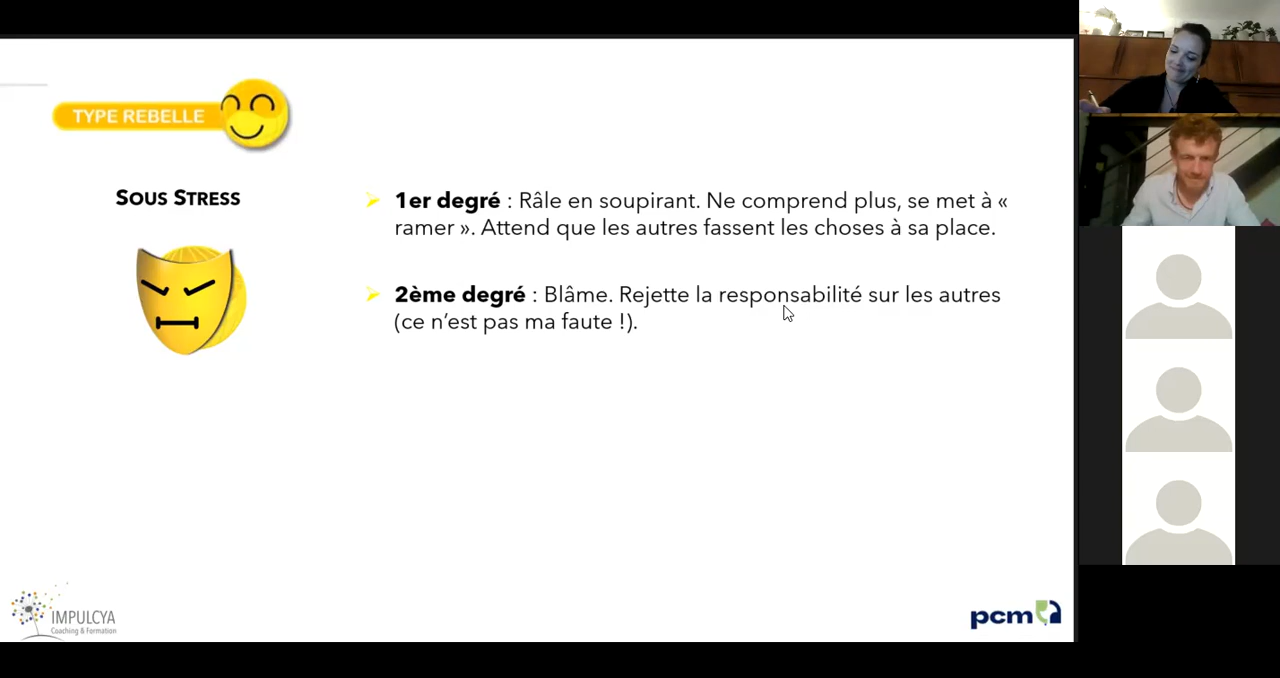 TYPE REBELLE
SOUS STRESS
1er degré : Râle en soupirant. Ne comprend plus, se met à «
ramer ». Attend que les autres fassent les choses à sa place.
2ème degré : Blâme. Rejette la responsabilité sur les autres
(ce n’est pas ma faute !).
IMPULCYA
Coaching & Formation
pcm